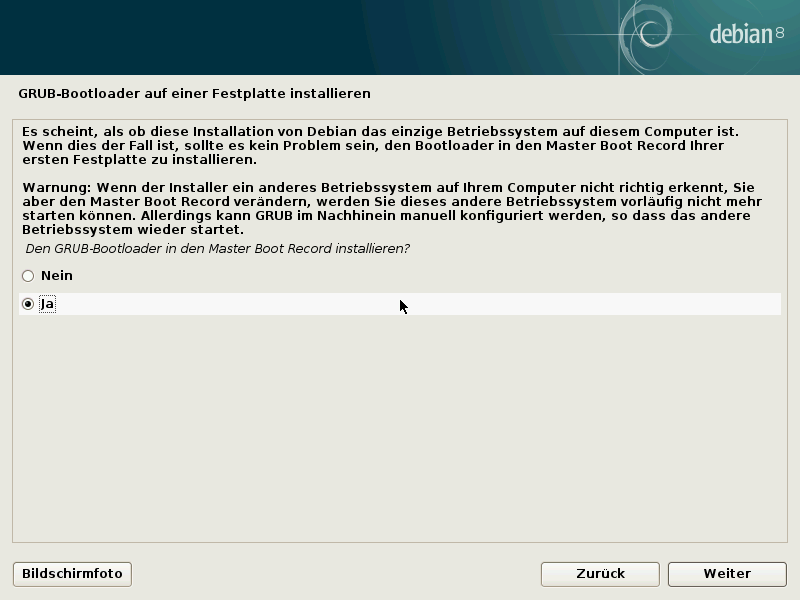 debian 8
GRUB-Bootloader auf einer Festplatte installieren
Es scheint, als ob diese Installation von Debian das einzige Betriebssystem auf diesem Computer ist.
Wenn dies der Fall ist, sollte es kein Problem sein, den Bootloader in den Master Boot Record Ihrer
ersten Festplatte zu installieren.
Warnung: Wenn der Installer ein anderes Betriebssystem auf Ihrem Computer nicht richtig erkennt, Sie
aber den Master Boot Record verändern, werden Sie dieses andere Betriebssystem vorläufig nicht mehr
starten können. Allerdings kann GRUB im Nachhinein manuell konfiguriert werden, so dass das andere
Betriebssystem wieder startet.
Den GRUB-Bootloader in den Master Boot Record installieren?
Nein
Ja
Bildschirmfoto
Zurück
Weiter